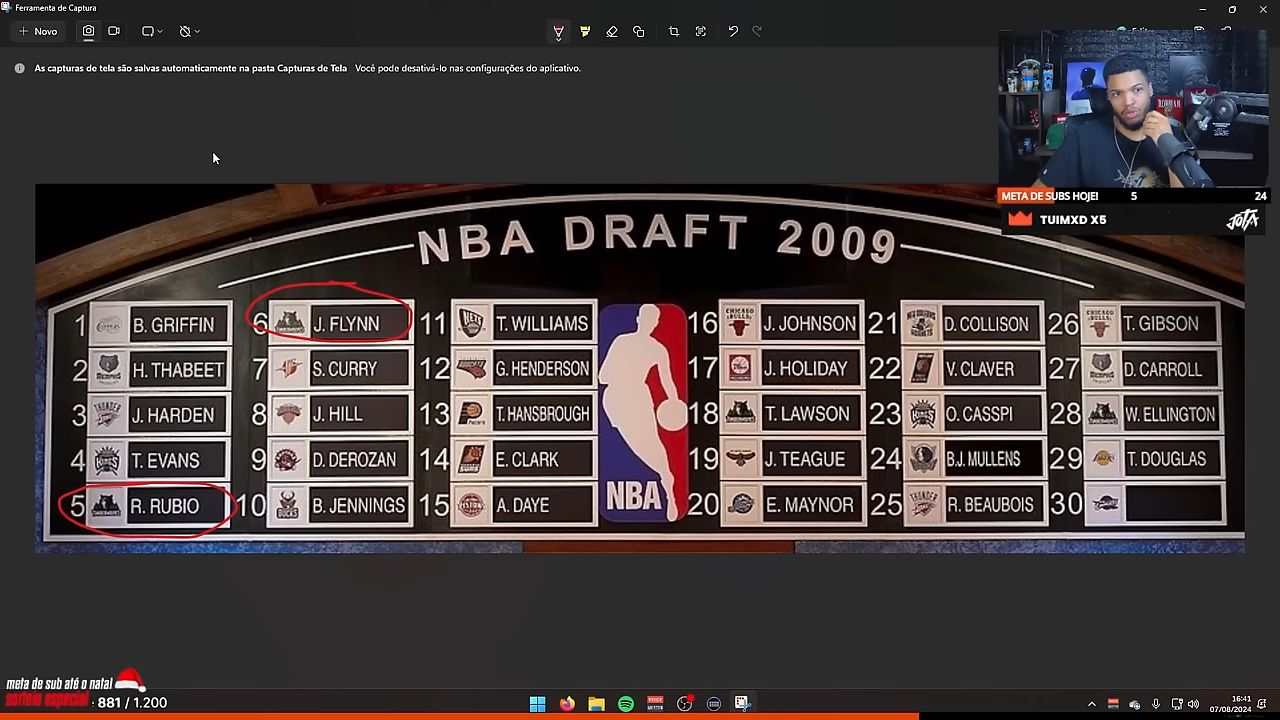 Ferramenta de Captura
Novo
As capturas de tela são salvas automaticamente na pasta Capturas de Tela. Você pode desativá-lo nas configurações do aplicativo.
META DE SUBS HOJE! 5 24
TUIMXD X5
JOTA
NBA DRAFT 2009
1 B. GRIFFIN
2 H. THABEET
3 J. HARDEN
4 T. EVANS
5 R. RUBIO
6 J. FLYNN
7 S. CURRY
8 J. HILL
9 D. DEROZAN
10 B. JENNINGS
11 T. WILLIAMS
12 G. HENDERSON
13 T. HANSBROUGH
14 E. CLARK
15 A. DAYE
NBA
16 J. JOHNSON
17 J. HOLIDAY
18 T. LAWSON
19 J. TEAGUE
20 E. MAYNOR
21 D. COLLISON
22 V. CLAVER
23 O. CASSPI
24 B.J. MULLENS
25 R. BEAUBOIS
26 T. GIBSON
27 D. CARROLL
28 W. ELLINGTON
29 T. DOUGLAS
30
meta de sub até o natal
sorteio especial · 881 / 1.200
16:41
07/08/2024